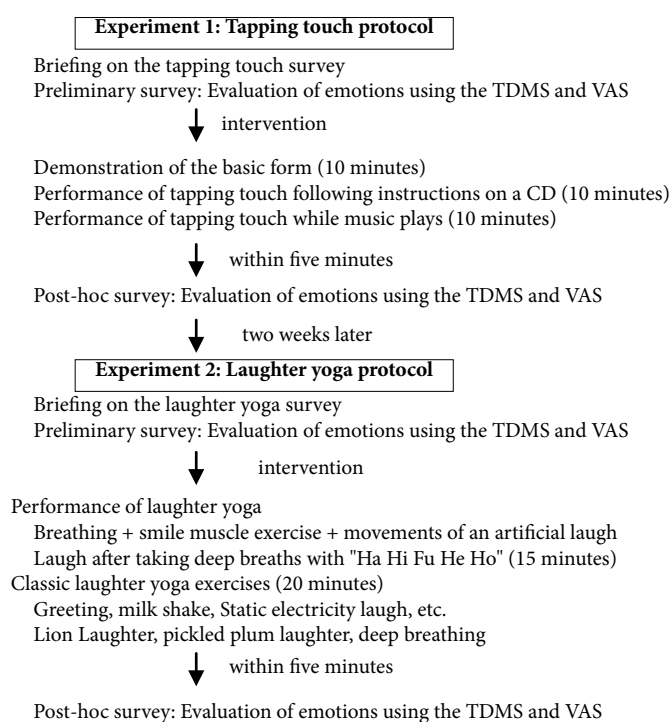 Experiment 1: Tapping touch protocol
Briefing on the tapping touch survey
Preliminary survey: Evaluation of emotions using the TDMS and VAS
intervention
Demonstration of the basic form (10 minutes)
Performance of tapping touch following instructions on a CD (10 minutes)
Performance of tapping touch while music plays (10 minutes)
within five minutes
Post-hoc survey: Evaluation of emotions using the TDMS and VAS
two weeks later
Experiment 2: Laughter yoga protocol
Briefing on the laughter yoga survey
Preliminary survey: Evaluation of emotions using the TDMS and VAS
intervention
Performance of laughter yoga
Breathing + smile muscle exercise + movements of an artificial laugh
Laugh after taking deep breaths with "Ha Hi Fu He Ho" (15 minutes)
Classic laughter yoga exercises (20 minutes)
Greeting, milk shake, Static electricity laugh, etc.
Lion Laughter, pickled plum laughter, deep breathing
within five minutes
Post-hoc survey: Evaluation of emotions using the TDMS and VAS